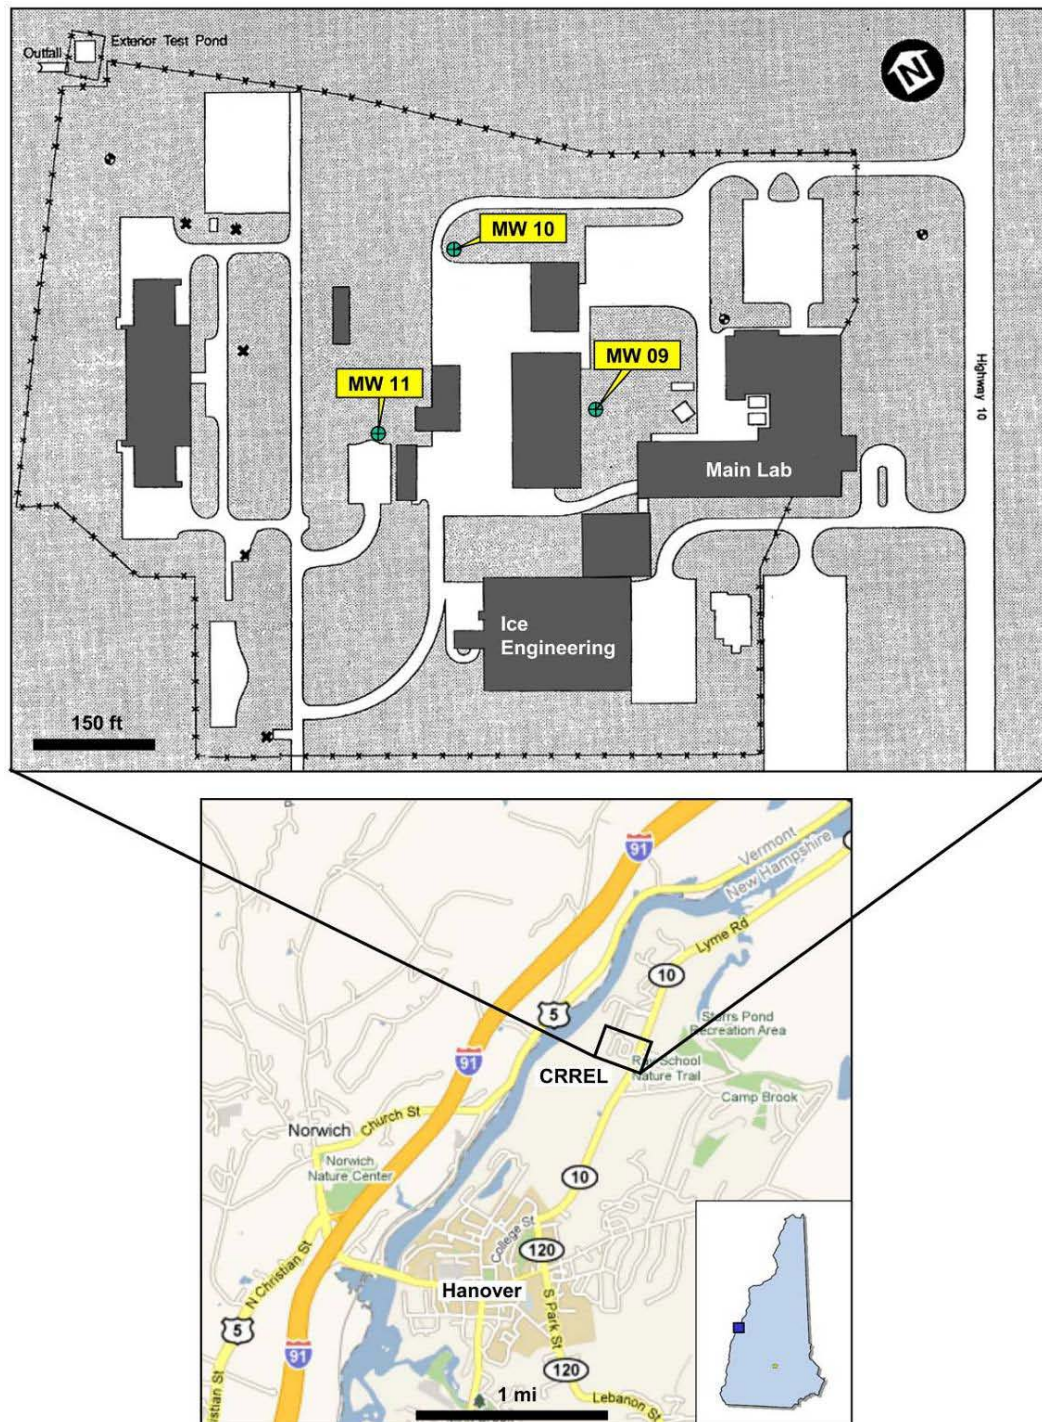 Outfall
Exterior Test Pond
N
MW 10
MW 09
MW 11
Highway 10
Main Lab
Ice
Engineering
150 ft
91
91
91
Vermont
New Hampshire
Lyme Rd
10
5
Storrs Pond
Recreation Area
CRREL
Ray School
Nature Trail
Camp Brook
Church St
Norwich
Norwich
Nature Center
10
College St
120
N Christian St
Hanover
S Park St
5
Christian St
120
1 mi
Lebanon St